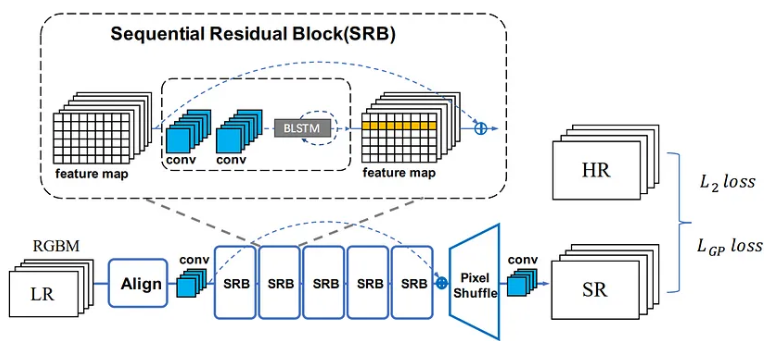 Sequential Residual Block(SRB)
BLSTM
conv
conv
feature map
feature map
HR
L₂ loss
L_GP loss
RGBM
LR
Align
conv
SRB
SRB
SRB
SRB
SRB
Pixel
Shuffle
conv
SR